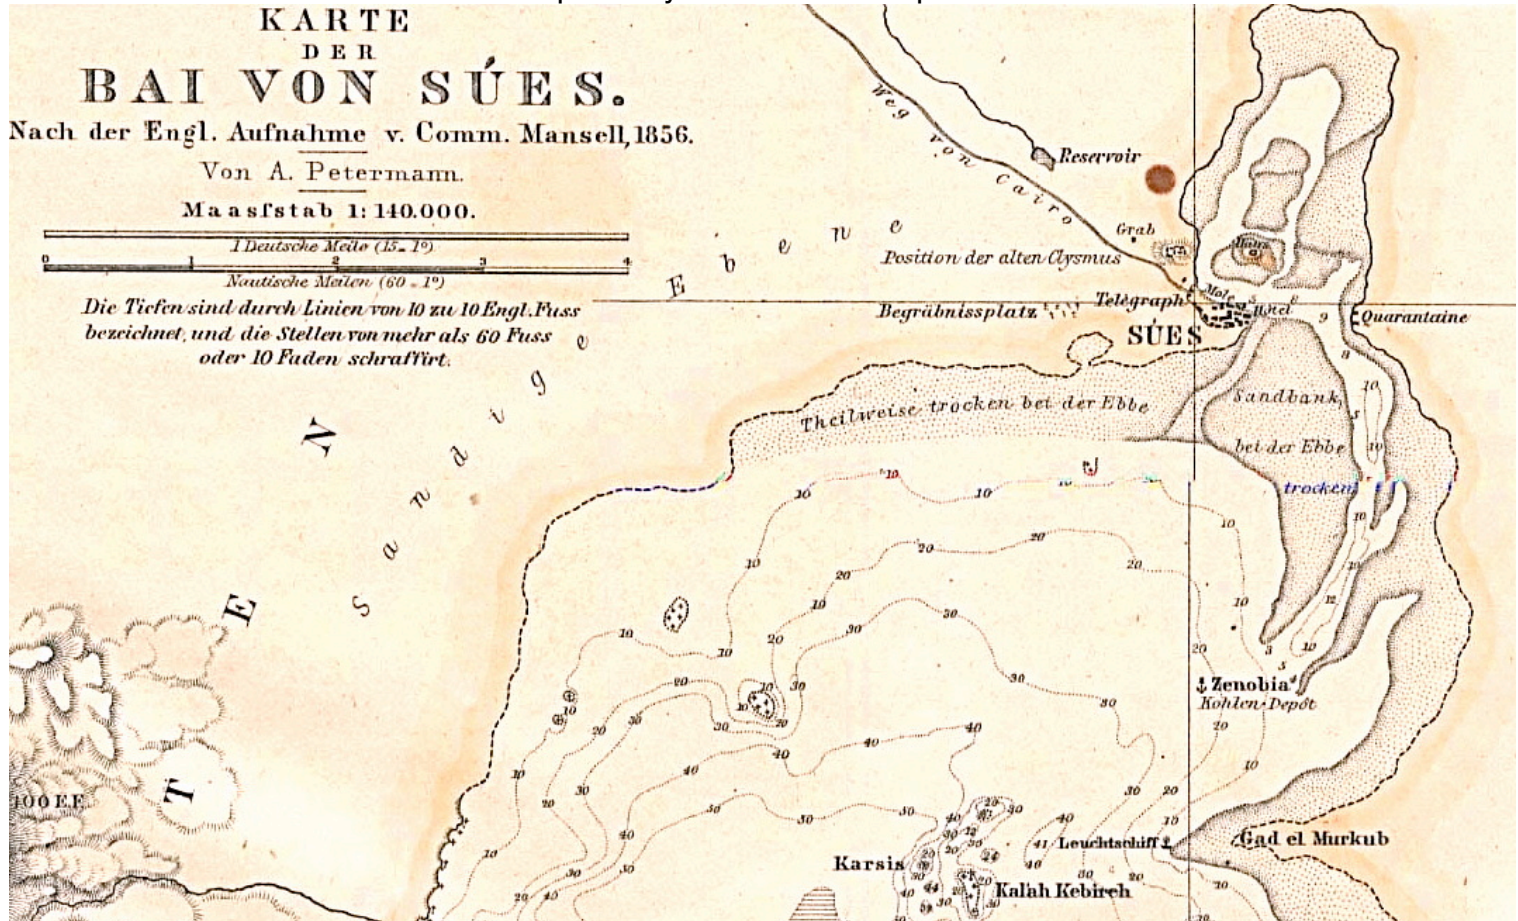 KARTE
DER
BAI VON SÚES.
Nach der Engl. Aufnahme v. Comm. Mansell, 1856.
Von A. Petermann.
Maasſstab 1: 140.000.
1 Deutsche Meile (15 = 1°)
0 1 2 3 4
Nautische Meilen (60 = 1°)
Die Tiefen sind durch Linien von 10 zu 10 Engl. Fuss
bezeichnet, und die Stellen von mehr als 60 Fuss
oder 10 Faden schraffirt.
Weg von Cairo
Reservoir
Grab
Position der alten Clysmus
Sandige Ebene
Begräbnissplatz
Telegraph
Mole
Hôtel
Quarantaine
SÚES
Theilweise trocken bei der Ebbe
Sandbank,
bei der Ebbe
trocken
TEN
100 E.F.
Zenobia
Kohlen-Depôt
Gad el Murkub
Leuchtschiff
Karsis
Kalah Kebireh